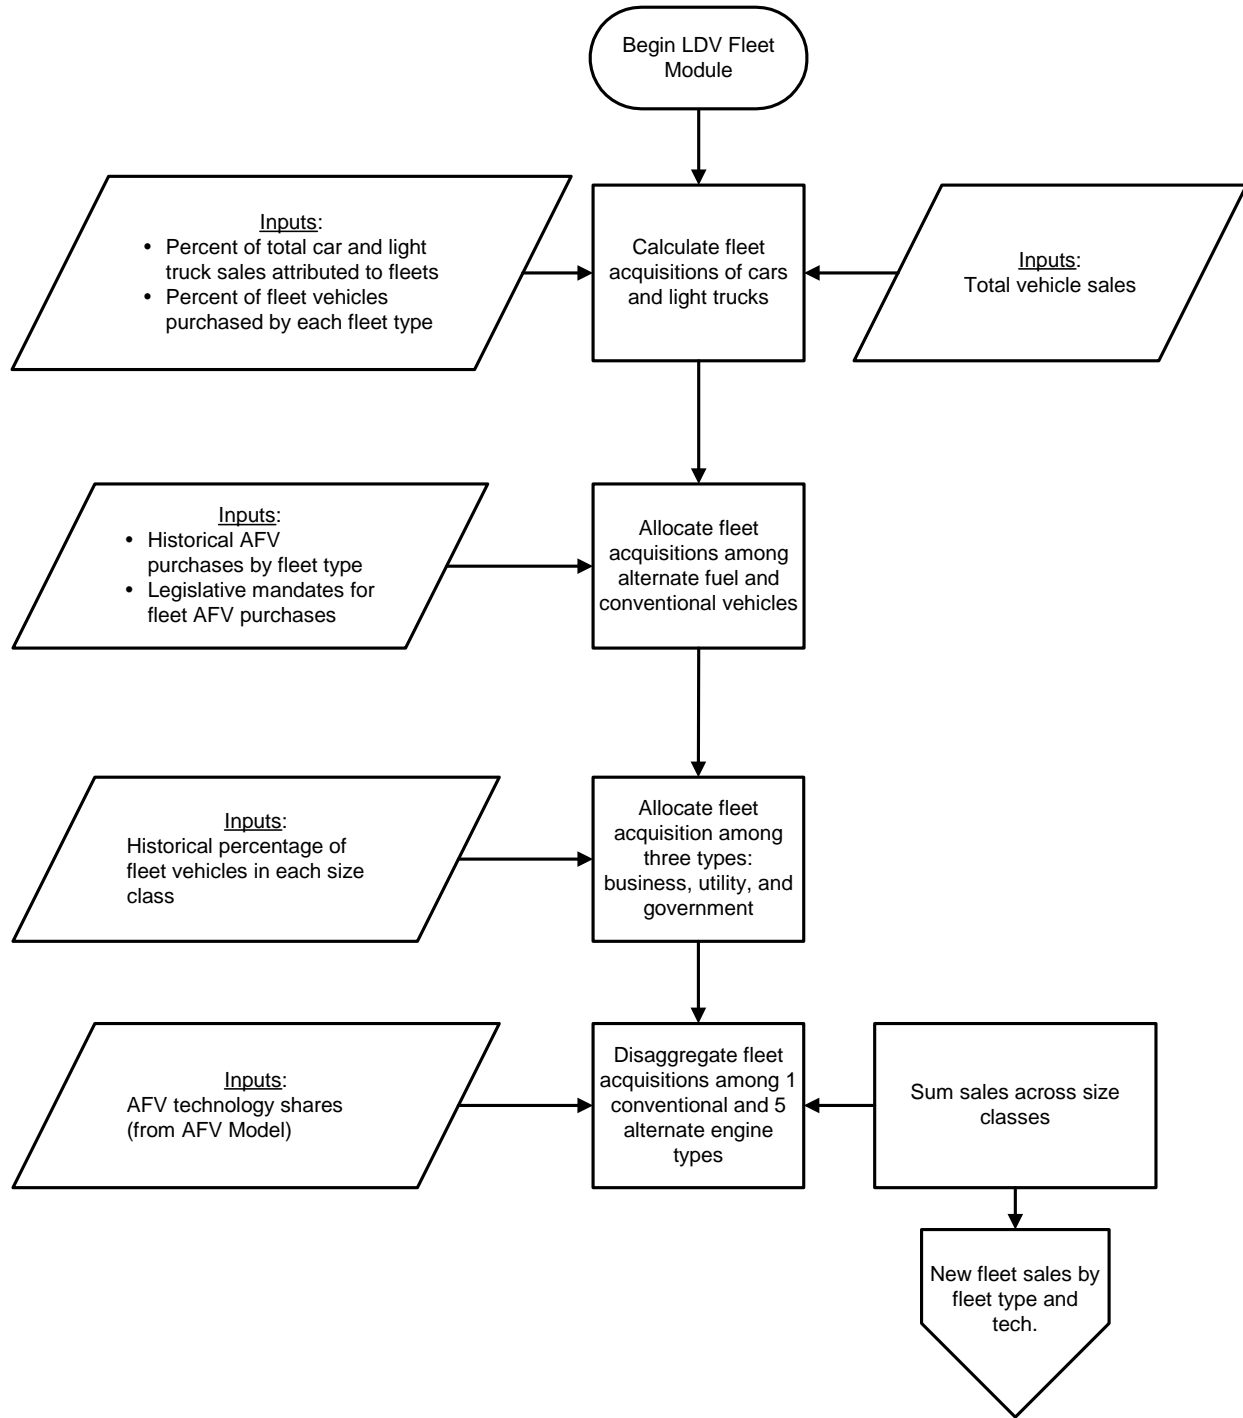 Begin LDV Fleet
Module
Inputs:
• Percent of total car and light
truck sales attributed to fleets
• Percent of fleet vehicles
purchased by each fleet type
Calculate fleet
acquisitions of cars
and light trucks
Inputs:
Total vehicle sales
Inputs:
• Historical AFV
purchases by fleet type
• Legislative mandates for
fleet AFV purchases
Allocate fleet
acquisitions among
alternate fuel and
conventional vehicles
Inputs:
Historical percentage of
fleet vehicles in each size
class
Allocate fleet
acquisition among
three types:
business, utility, and
government
Inputs:
AFV technology shares
(from AFV Model)
Disaggregate fleet
acquisitions among 1
conventional and 5
alternate engine
types
Sum sales across size
classes
New fleet sales by
fleet type and
tech.